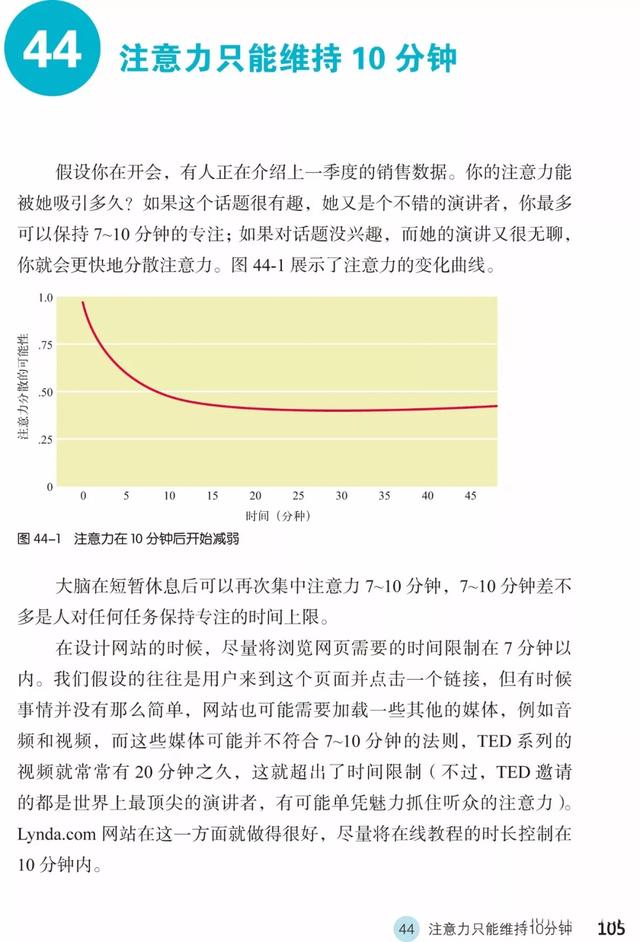 44
注意力只能维持 10 分钟
假设你在开会，有人正在介绍上一季度的销售数据。你的注意力能
被她吸引多久？如果这个话题很有趣，她又是个不错的演讲者，你最多
可以保持 7~10 分钟的专注；如果对话题没兴趣，而她的演讲又很无聊，
你就会更快地分散注意力。图 44-1 展示了注意力的变化曲线。
1.0
.75
.50
.25
0
注意力分散的可能性
0 5 10 15 20 25 30 35 40 45
时间（分种）
图 44-1 注意力在 10 分钟后开始减弱
大脑在短暂休息后可以再次集中注意力 7~10 分钟，7~10 分钟差不
多是人对任何任务保持专注的时间上限。
在设计网站的时候，尽量将浏览网页需要的时间限制在 7 分钟以
内。我们假设的往往是用户来到这个页面并点击一个链接，但有时候
事情并没有那么简单，网站也可能需要加载一些其他的媒体，例如音
频和视频，而这些媒体可能并不符合 7~10 分钟的法则，TED 系列的
视频就常常有 20 分钟之久，这就超出了时间限制（不过，TED 邀请
的都是世界上最顶尖的演讲者，有可能单凭魅力抓住听众的注意力）。
Lynda.com 网站在这一方面就做得很好，尽量将在线教程的时长控制在
10 分钟内。
44 注意力只能维持10分钟 105